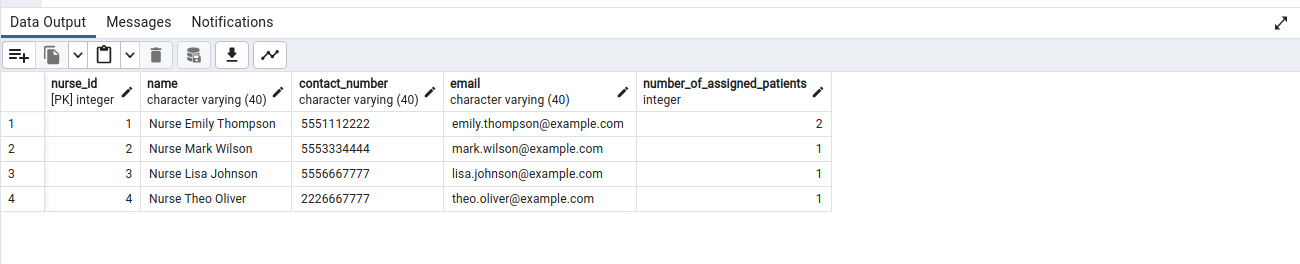 Data Output Messages Notifications
nurse_id name contact_number email number_of_assigned_patients
[PK] integer character varying (40) character varying (40) character varying (40) integer
1 1 Nurse Emily Thompson 5551112222 emily.thompson@example.com 2
2 2 Nurse Mark Wilson 5553334444 mark.wilson@example.com 1
3 3 Nurse Lisa Johnson 5556667777 lisa.johnson@example.com 1
4 4 Nurse Theo Oliver 2226667777 theo.oliver@example.com 1